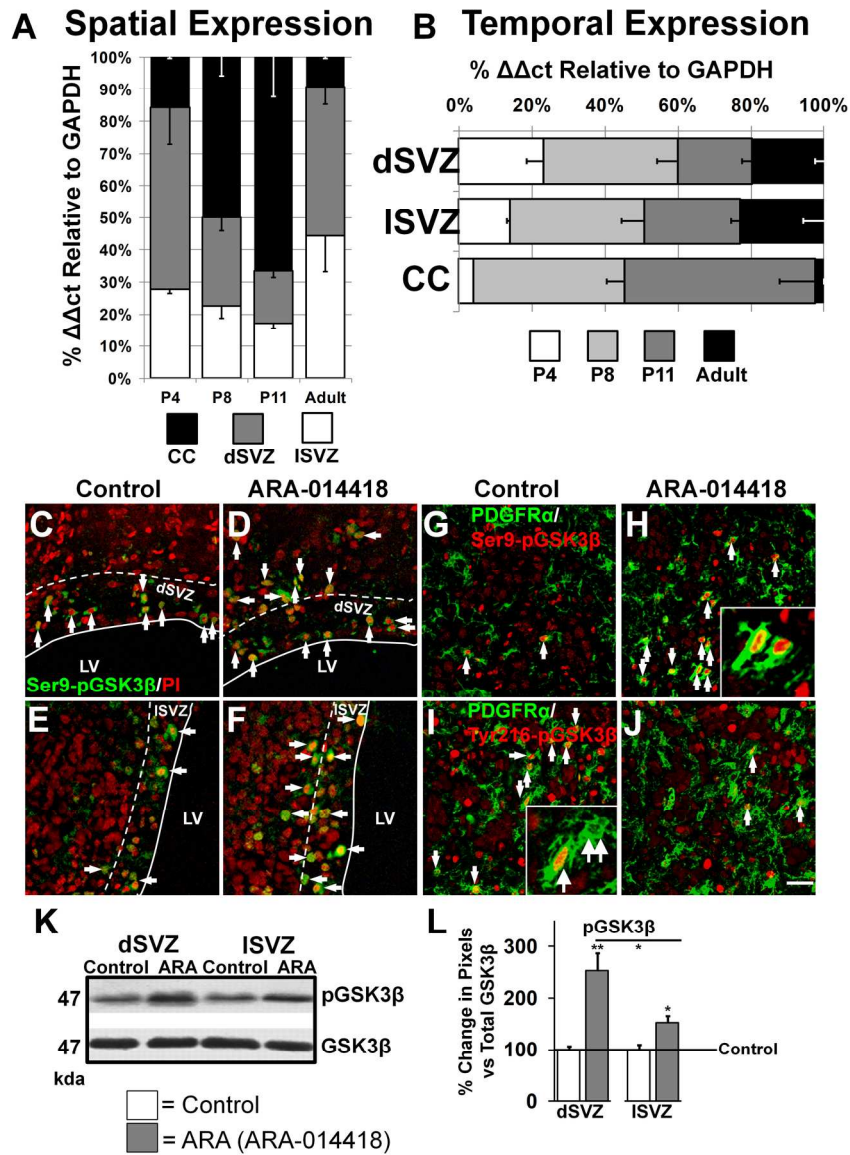 A Spatial Expression
% ΔΔct Relative to GAPDH
100%
90%
80%
70%
60%
50%
40%
30%
20%
10%
0%
P4 P8 P11 Adult
CC dSVZ lSVZ
B Temporal Expression
% ΔΔct Relative to GAPDH
0% 20% 40% 60% 80% 100%
dSVZ
lSVZ
CC
P4 P8 P11 Adult
Control ARA-014418 Control ARA-014418
C
dSVZ
LV
Ser9-pGSK3β/PI
D
dSVZ
LV
G PDGFRα/
Ser9-pGSK3β
H
E lSVZ
LV
F lSVZ
LV
I PDGFRα/
Tyr216-pGSK3β
J
K
dSVZ lSVZ
Control ARA Control ARA
47 pGSK3β
47 GSK3β
kda
= Control
= ARA (ARA-014418)
L
pGSK3β
% Change in Pixels
vs Total GSK3β
300
200
100
0
** * *
Control
dSVZ lSVZ